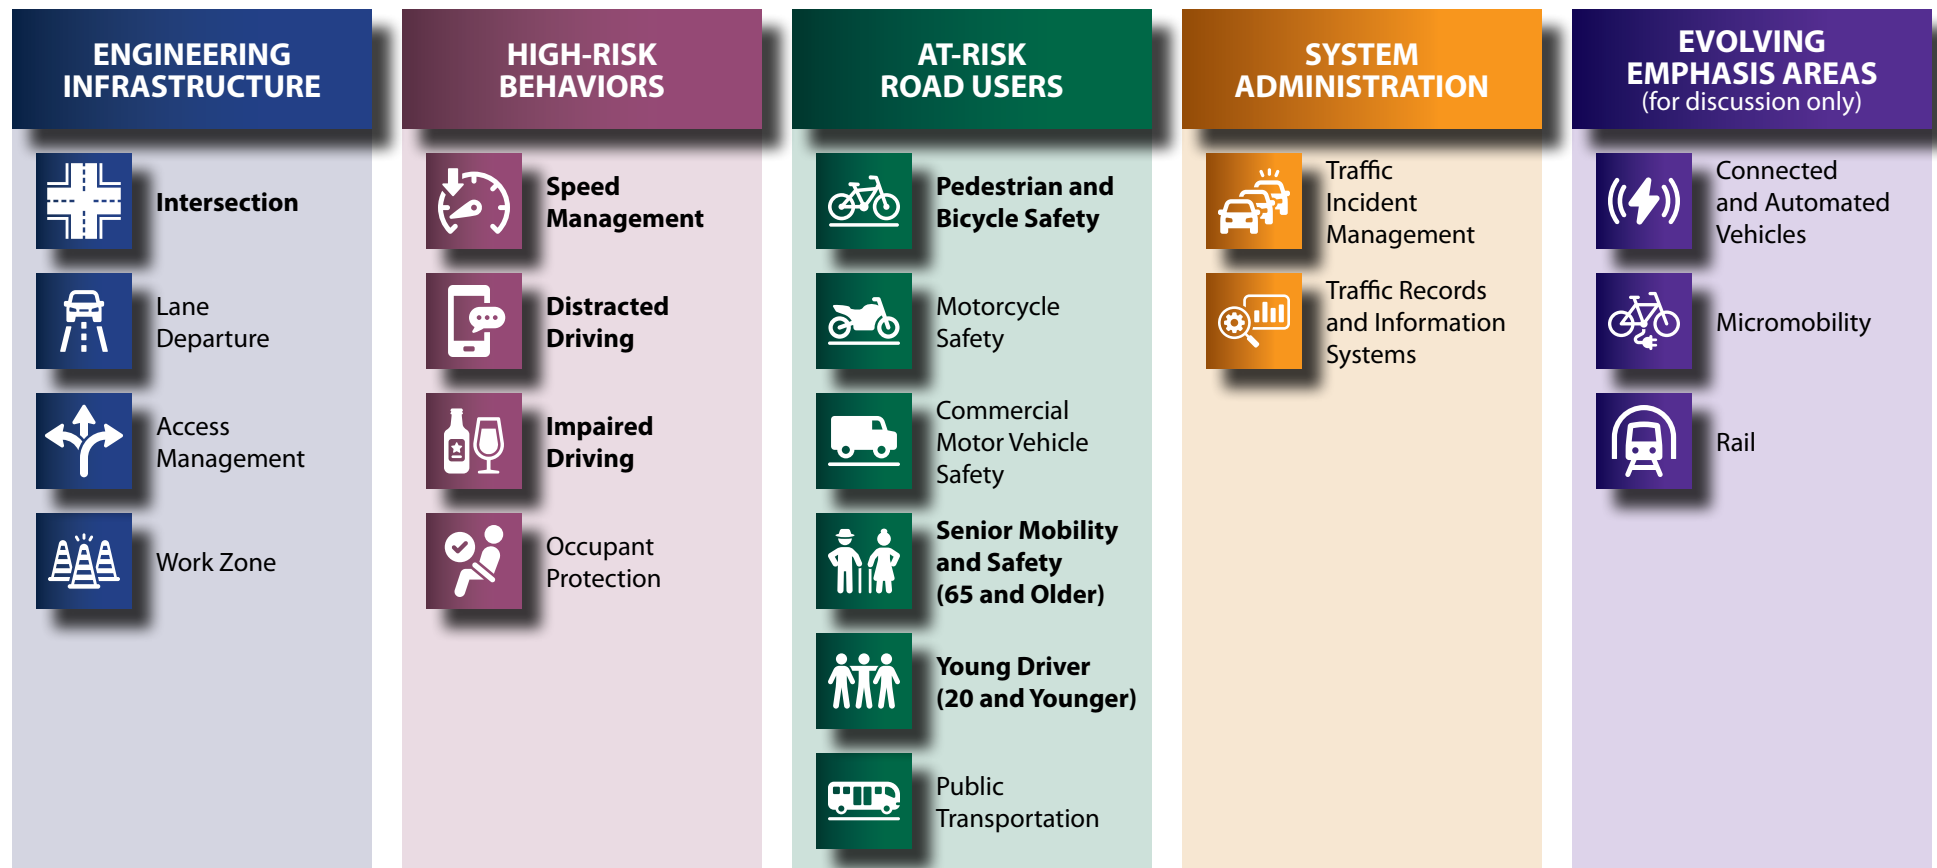 ENGINEERING
INFRASTRUCTURE
Intersection
Lane
Departure
Access
Management
Work Zone
HIGH-RISK
BEHAVIORS
Speed
Management
Distracted
Driving
Impaired
Driving
Occupant
Protection
AT-RISK
ROAD USERS
Pedestrian and
Bicycle Safety
Motorcycle
Safety
Commercial
Motor Vehicle
Safety
Senior Mobility
and Safety
(65 and Older)
Young Driver
(20 and Younger)
Public
Transportation
SYSTEM
ADMINISTRATION
Traffic
Incident
Management
Traffic Records
and Information
Systems
EVOLVING
EMPHASIS AREAS
(for discussion only)
Connected
and Automated
Vehicles
Micromobility
Rail